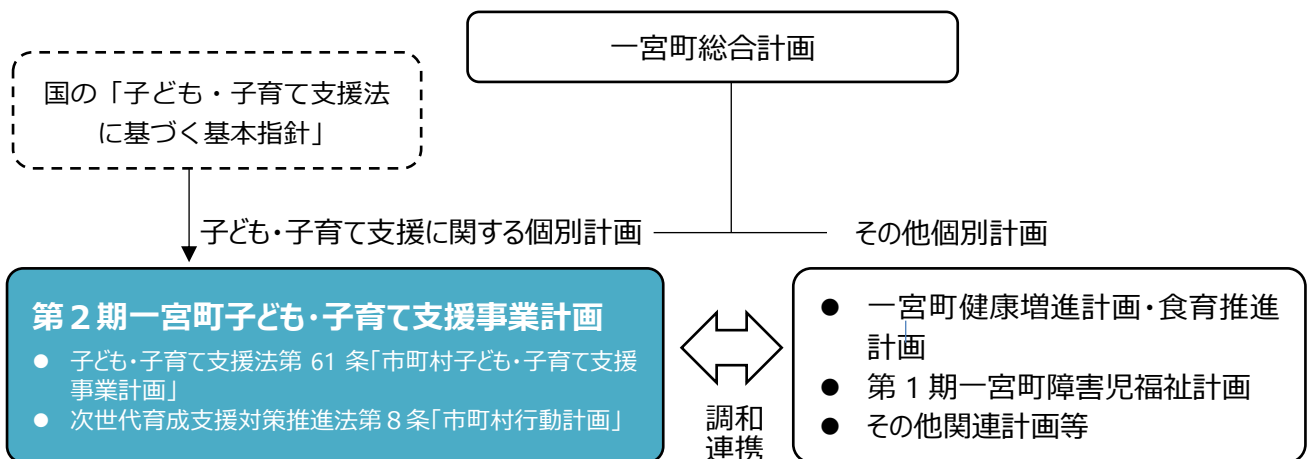 一宮町総合計画
国の「子ども・子育て支援法
に基づく基本指針」
子ども・子育て支援に関する個別計画
その他個別計画
第２期一宮町子ども・子育て支援事業計画
● 子ども・子育て支援法第 61 条「市町村子ども・子育て支援
事業計画」
● 次世代育成支援対策推進法第８条「市町村行動計画」
調和
連携
● 一宮町健康増進計画・食育推進
計画
● 第１期一宮町障害児福祉計画
● その他関連計画等